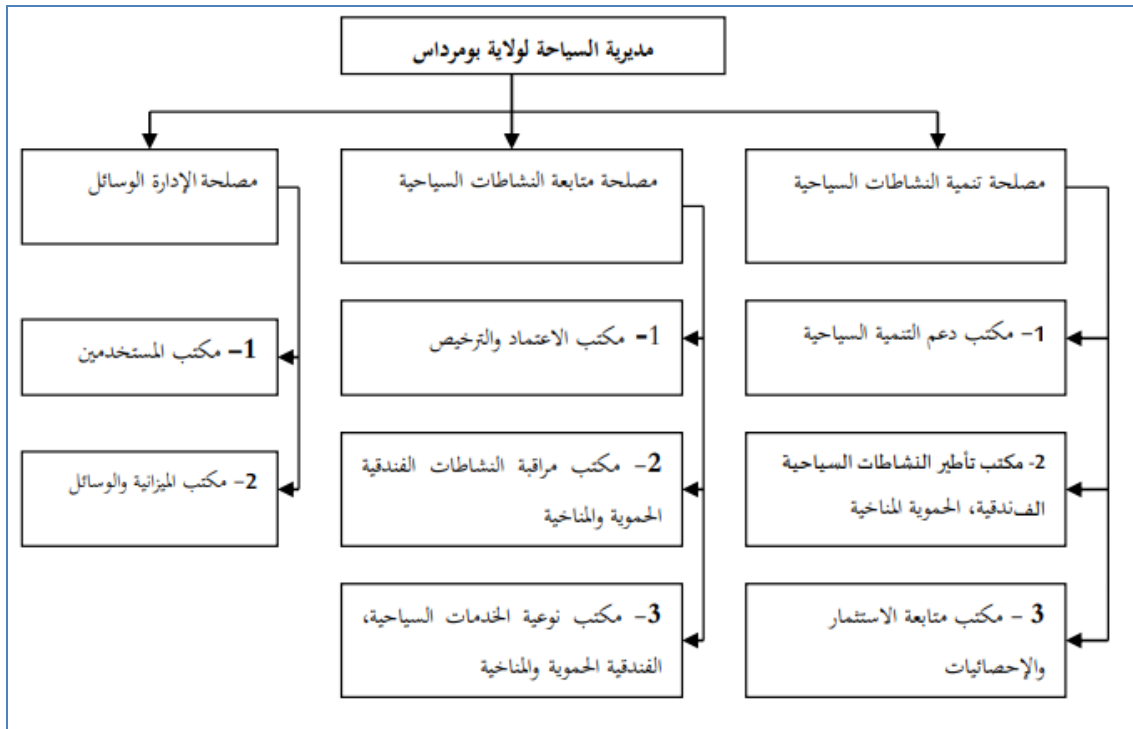 مديرية السياحة لولاية بومرداس
مصلحة تنمية النشاطات السياحية
1- مكتب دعم التنمية السياحية
2- مكتب تأطير النشاطات السياحية
الفندقية، الحموية المناخية
3 - مكتب متابعة الاستثمار
والإحصائيات
مصلحة متابعة النشاطات السياحية
1- مكتب الاعتماد والترخيص
2- مكتب مراقبة النشاطات الفندقية
الحموية والمناخية
3- مكتب نوعية الخدمات السياحية،
الفندقية الحموية والمناخية
مصلحة الإدارة الوسائل
1- مكتب المستخدمين
2- مكتب الميزانية والوسائل